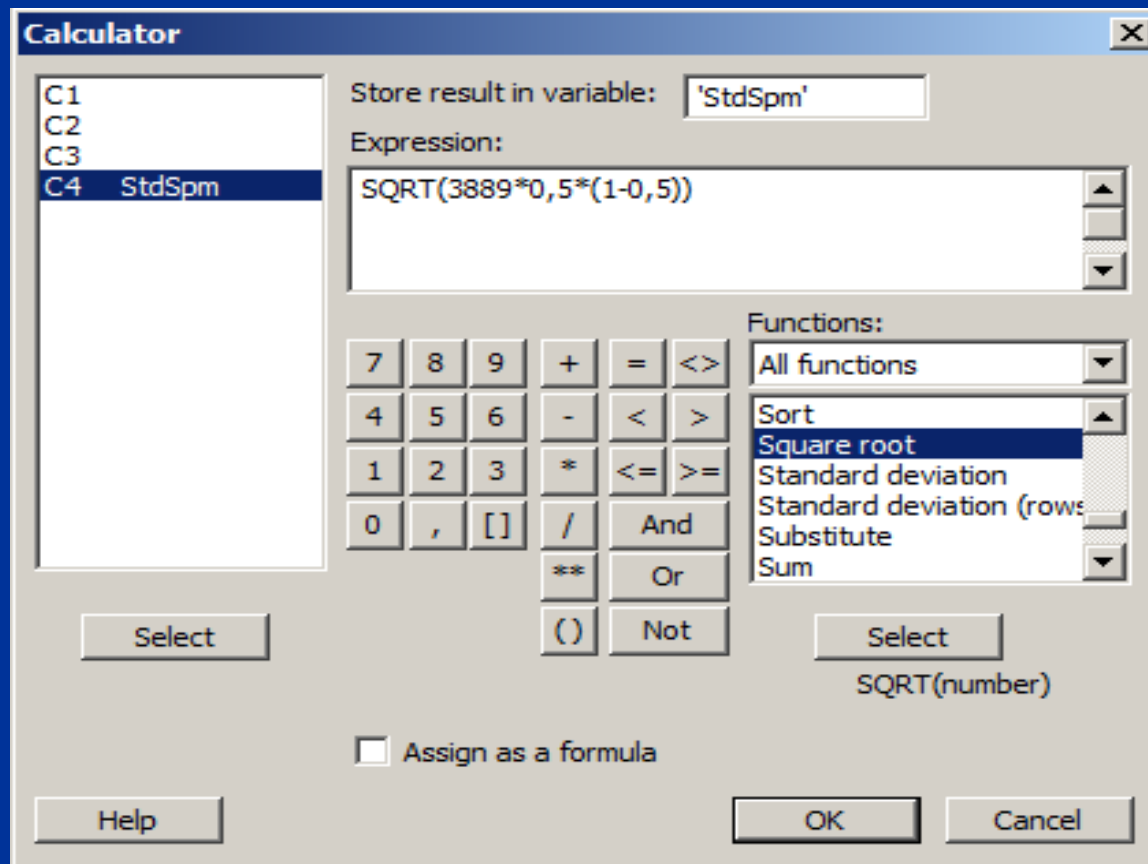 Calculator
C1
C2
C3
C4 StdSpm
Select
Store result in variable: 'StdSpm'
Expression:
SQRT(3889*0,5*(1-0,5))
7 8 9 + = <>
4 5 6 - < >
1 2 3 * <= >=
0 , [] / And
** Or
() Not
Functions:
All functions
Sort
Square root
Standard deviation
Standard deviation (rows
Substitute
Sum
Select
SQRT(number)
Assign as a formula
Help OK Cancel